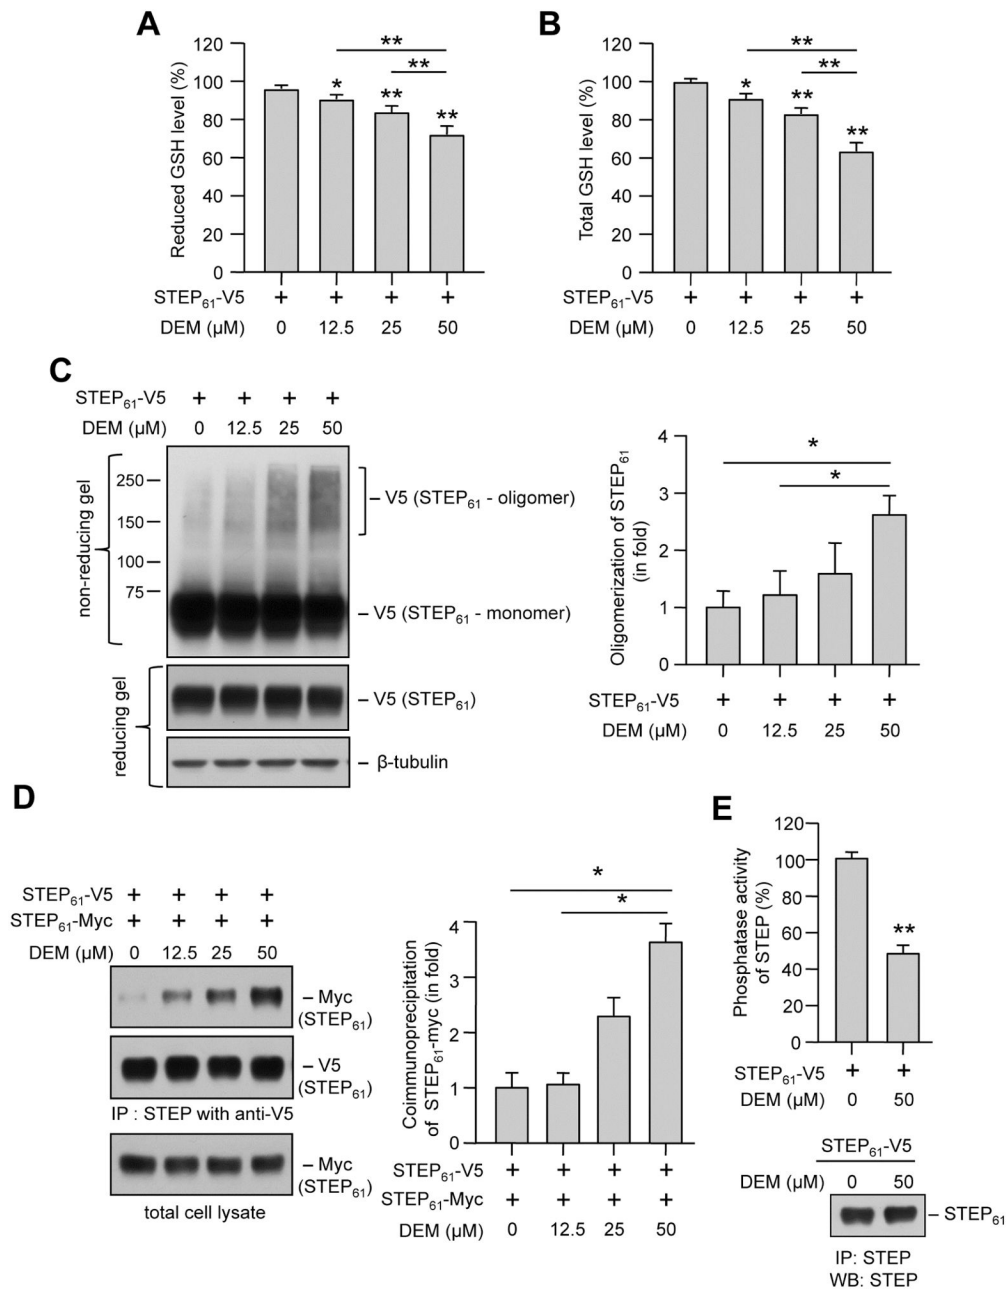 A
Reduced GSH level (%)
120
100
80
60
40
20
0
**
**
* ** **
STEP61-V5 + + + +
DEM (µM) 0 12.5 25 50
B
Total GSH level (%)
120
100
80
60
40
20
0
**
**
* ** **
STEP61-V5 + + + +
DEM (µM) 0 12.5 25 50
C
STEP61-V5 + + + +
DEM (µM) 0 12.5 25 50
non-reducing gel
250
150
100
75
– V5 (STEP61 - oligomer)
– V5 (STEP61 - monomer)
reducing gel
– V5 (STEP61)
– β-tubulin
Oligomerization of STEP61
(in fold)
4
3
2
1
0
*
*
STEP61-V5 + + + +
DEM (µM) 0 12.5 25 50
D
STEP61-V5 + + + +
STEP61-Myc + + + +
DEM (µM) 0 12.5 25 50
– Myc
(STEP61)
– V5
(STEP61)
IP : STEP with anti-V5
– Myc
(STEP61)
total cell lysate
Coimmunoprecipitation
of STEP61-myc (in fold)
4
4
2
1
0
*
*
STEP61-V5 + + + +
STEP61-Myc + + + +
DEM (µM) 0 12.5 25 50
E
Phosphatase activity
of STEP (%)
120
100
80
60
40
20
0
**
STEP61-V5 + +
DEM (µM) 0 50
STEP61-V5
DEM (µM) 0 50
– STEP61
IP: STEP
WB: STEP